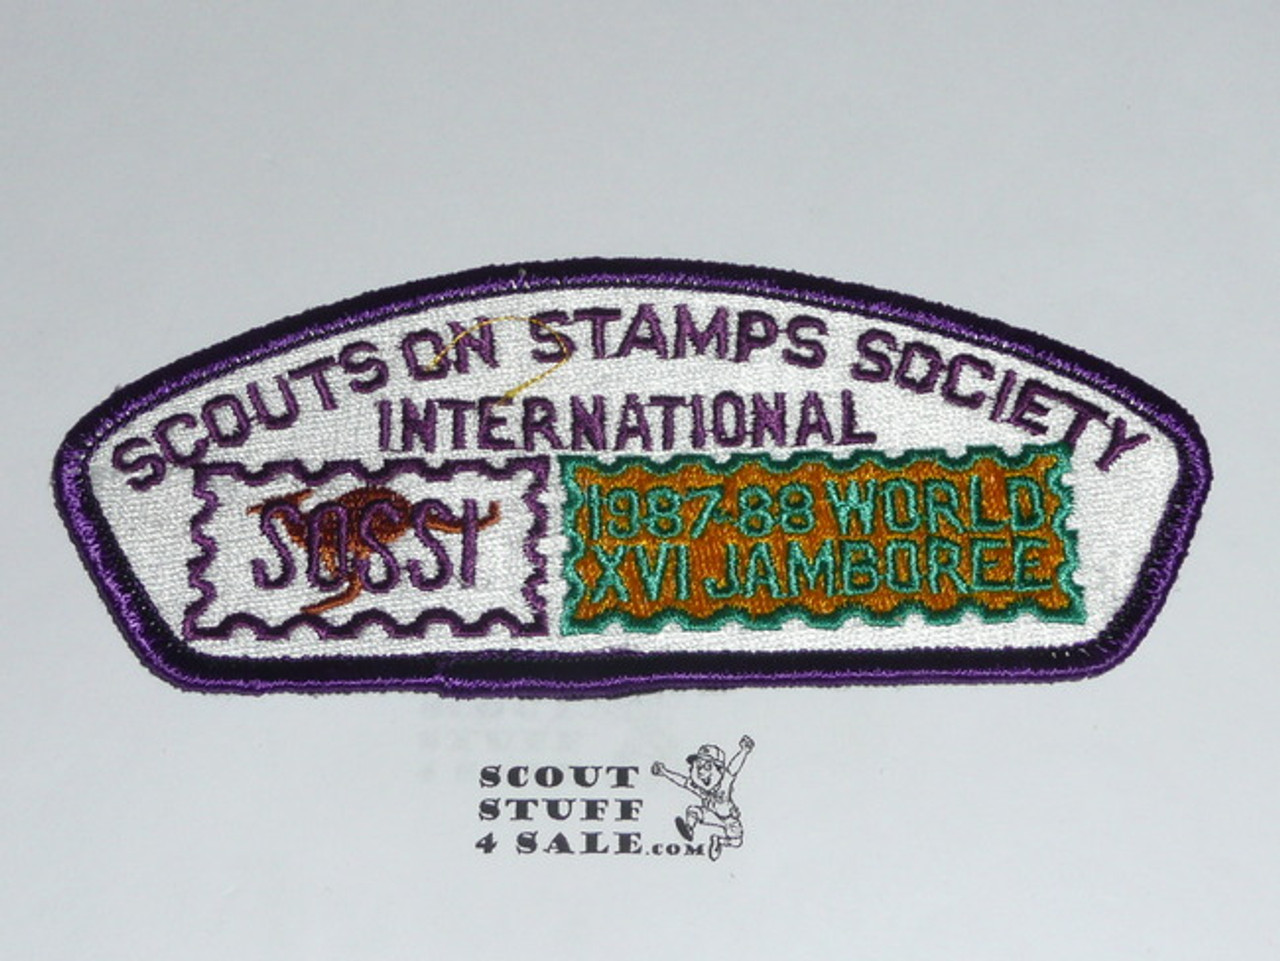 SCOUTS ON STAMPS SOCIETY
INTERNATIONAL
SOSSI
1987-88 WORLD
XVI JAMBOREE
SCOUT
STUFF
4 SALE.COM